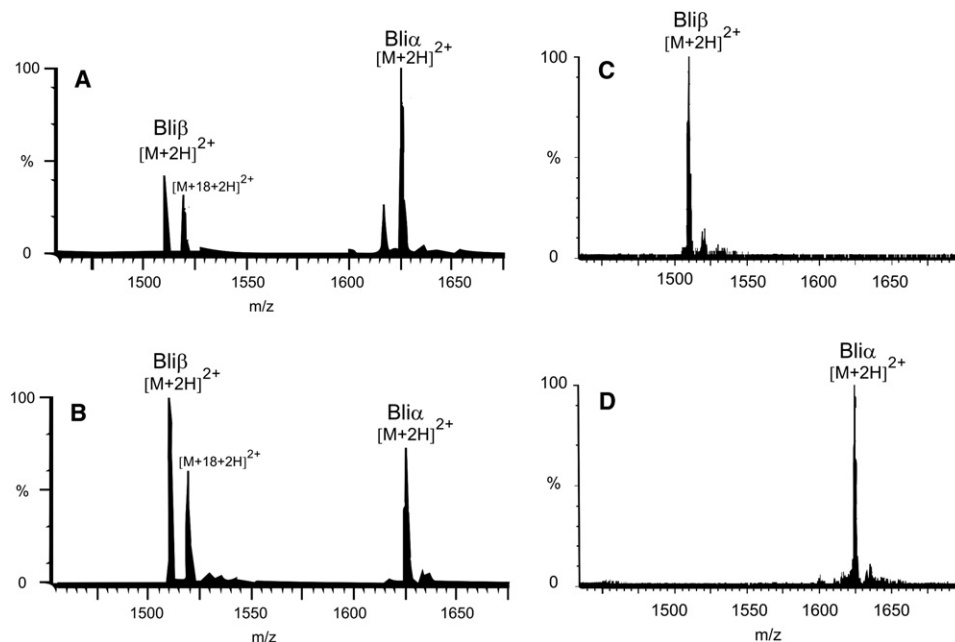 A
Bliα
[M+2H]²⁺
Bliβ
[M+2H]²⁺
[M+18+2H]²⁺
100
%
0
1500 1550 1600 1650
m/z
C
Bliβ
[M+2H]²⁺
100
%
0
1500 1550 1600 1650
m/z
B
Bliβ
[M+2H]²⁺
[M+18+2H]²⁺
Bliα
[M+2H]²⁺
100
%
0
1500 1550 1600 1650
m/z
D
Bliα
[M+2H]²⁺
100
%
0
1500 1550 1600 1650
m/z